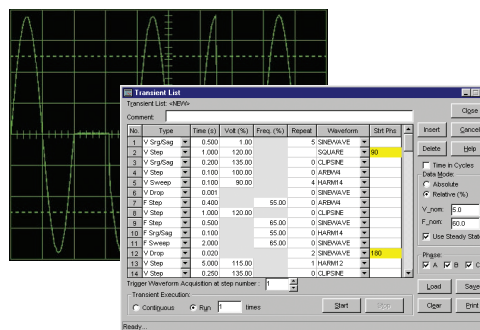 Transient List
Transient List: <NEW>
Close
Comment:
No. Type Time (s) Volt (%) Freq. (%) Repeat Waveform Strt Phs
Insert Cancel
1 V Srg/Sag 0.500 1.00 5 SINEWAVE
2 V Step 1.000 120.00 SQUARE 90
Delete Help
3 V Srg/Sag 0.200 135.00 0 CLIPSINE
4 V Step 0.100 100.00 0 ARBW4
Time in Cycles
5 V Sweep 0.100 90.00 4 HARM14
Data Mode:
6 V Drop 0.001 0 SINEWAVE
Absolute
7 F Step 0.400 55.00 0 ARBW4
Relative (%)
8 V Step 1.000 120.00 0 CLIPSINE
V_nom: 5.0
9 F Step 0.500 65.00 0 SINEWAVE
F_nom: 60.0
10 F Srg/Sag 0.100 55.00 0 HARM14
11 F Sweep 2.000 65.00 0 SINEWAVE
Use Steady State
12 V Drop 0.020 2 SINEWAVE 180
Phase:
13 V Step 5.000 115.00 1 HARM12
A B C
14 V Step 0.250 135.00 0 CLIPSINE
Trigger Waveform Acquisition at step number: 1
Load Save
Transient Execution:
Continuous Run 1 times Start Stop
Clear Print
Ready...